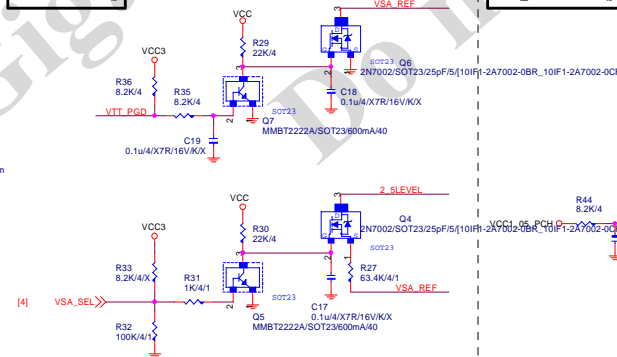 VSA_REF
VCC
R29
22K/4
Q6
SOT23
2N7002/SOT23/25pF/5/[10IF1-2A7002-0BR_10IF1-2A7002-0C
VCC3
R36
8.2K/4
R35
8.2K/4
VTT_PGD
C18
0.1u/4/X7R/16V/K/X
SOT23
Q7
MMBT2222A/SOT23/600mA/40
C19
0.1u/4/X7R/16V/K/X
Do
VCC
2_5LEVEL
R30
22K/4
Q4
2N7002/SOT23/25pF/5/[10IF1-2A7002-0BR_10IF1-2A7002-0C
SOT23
VCC3
R44
8.2K/4
VCC1_05_PCH
R33
8.2K/4/X
R31
1K/4/1
R27
63.4K/4/1
[4]
VSA_SEL
SOT23
VSA_REF
C17
0.1u/4/X7R/16V/K/X
Q5
MMBT2222A/SOT23/600mA/40
R32
100K/4/1